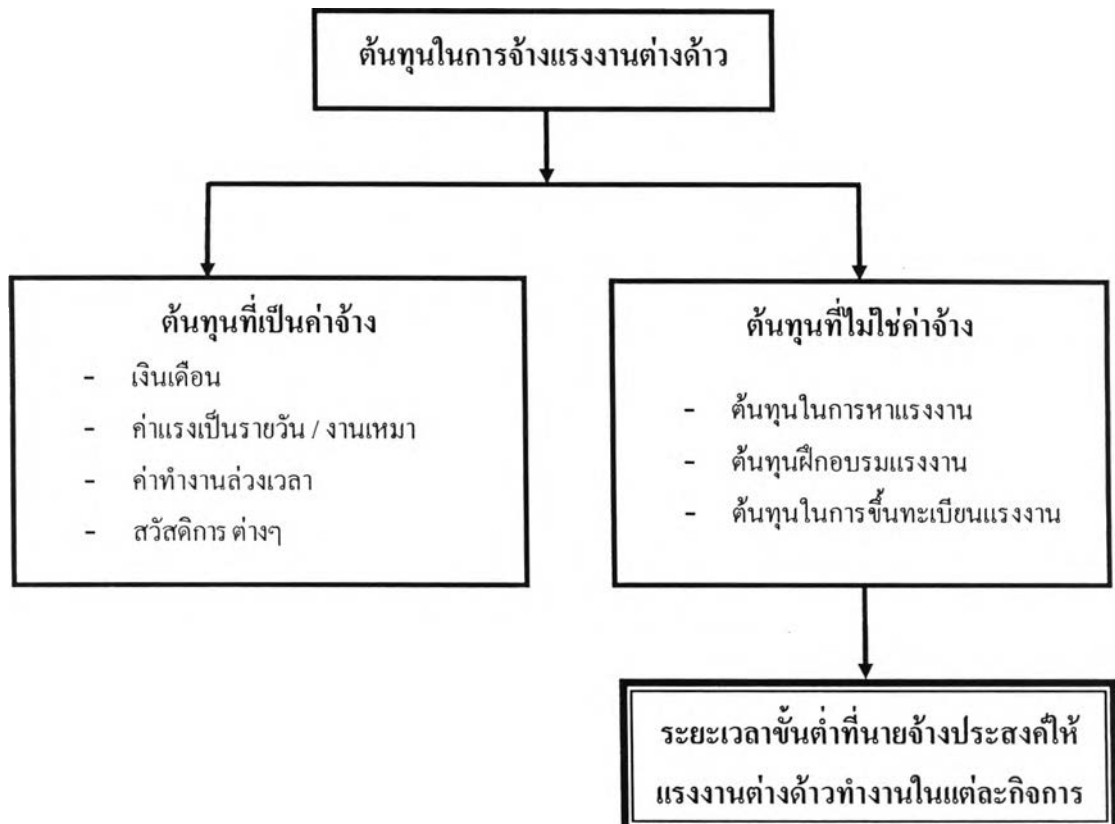 ต้นทุนในการจ้างแรงงานต่างด้าว
ต้นทุนที่เป็นค่าจ้าง
- เงินเดือน
- ค่าแรงเป็นรายวัน / งานเหมา
- ค่าทำงานล่วงเวลา
- สวัสดิการ ต่างๆ
ต้นทุนที่ไม่ใช่ค่าจ้าง
- ต้นทุนในการหาแรงงาน
- ต้นทุนฝึกอบรมแรงงาน
- ต้นทุนในการขึ้นทะเบียนแรงงาน
ระยะเวลาขั้นต่ำที่นายจ้างประสงค์ให้
แรงงานต่างด้าวทำงานในแต่ละกิจการ